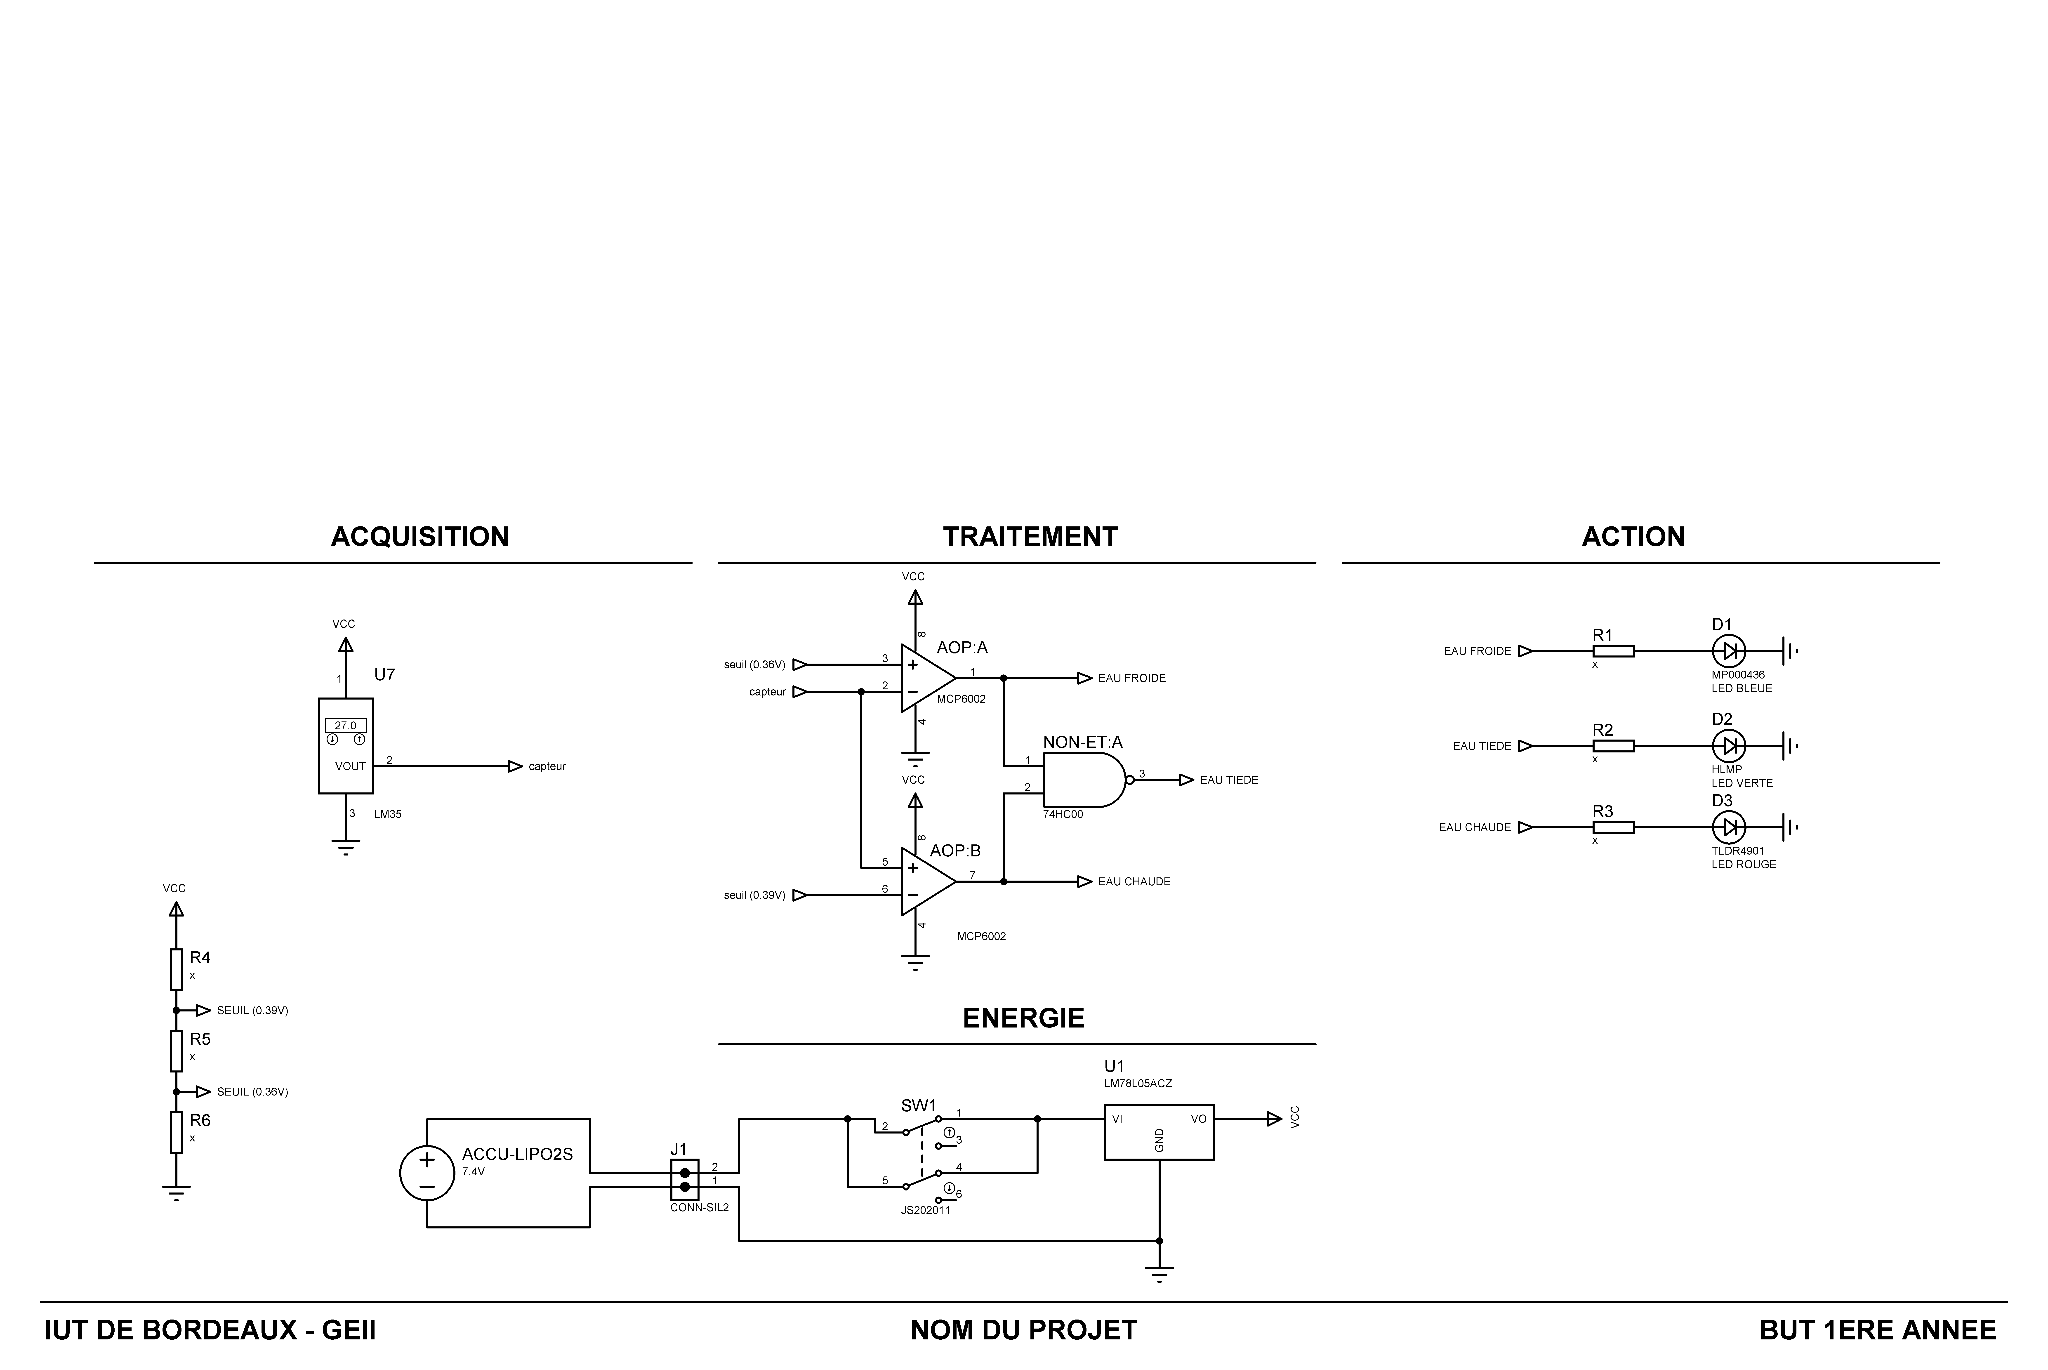 ACQUISITION
TRAITEMENT
ACTION
VCC
1
U7
27.0
VOUT
2
capteur
3
LM35
VCC
R4
x
SEUIL (0.39V)
R5
x
SEUIL (0.36V)
R6
x
VCC
8
AOP:A
seuil (0.36V)
3
capteur
2
1
EAU FROIDE
MCP6002
4
NON-ET:A
1
2
3
EAU TIEDE
74HC00
VCC
8
AOP:B
5
seuil (0.39V)
6
7
EAU CHAUDE
4
MCP6002
D1
R1
EAU FROIDE
x
MP000436
LED BLEUE
D2
R2
EAU TIEDE
x
HLMP
LED VERTE
D3
R3
EAU CHAUDE
x
TLDR4901
LED ROUGE
ENERGIE
U1
LM78L05ACZ
VI
VO
GND
VCC
SW1
1
2
3
4
5
6
JS202011
J1
2
1
CONN-SIL2
ACCU-LIPO2S
7.4V
IUT DE BORDEAUX - GEII
NOM DU PROJET
BUT 1ERE ANNEE